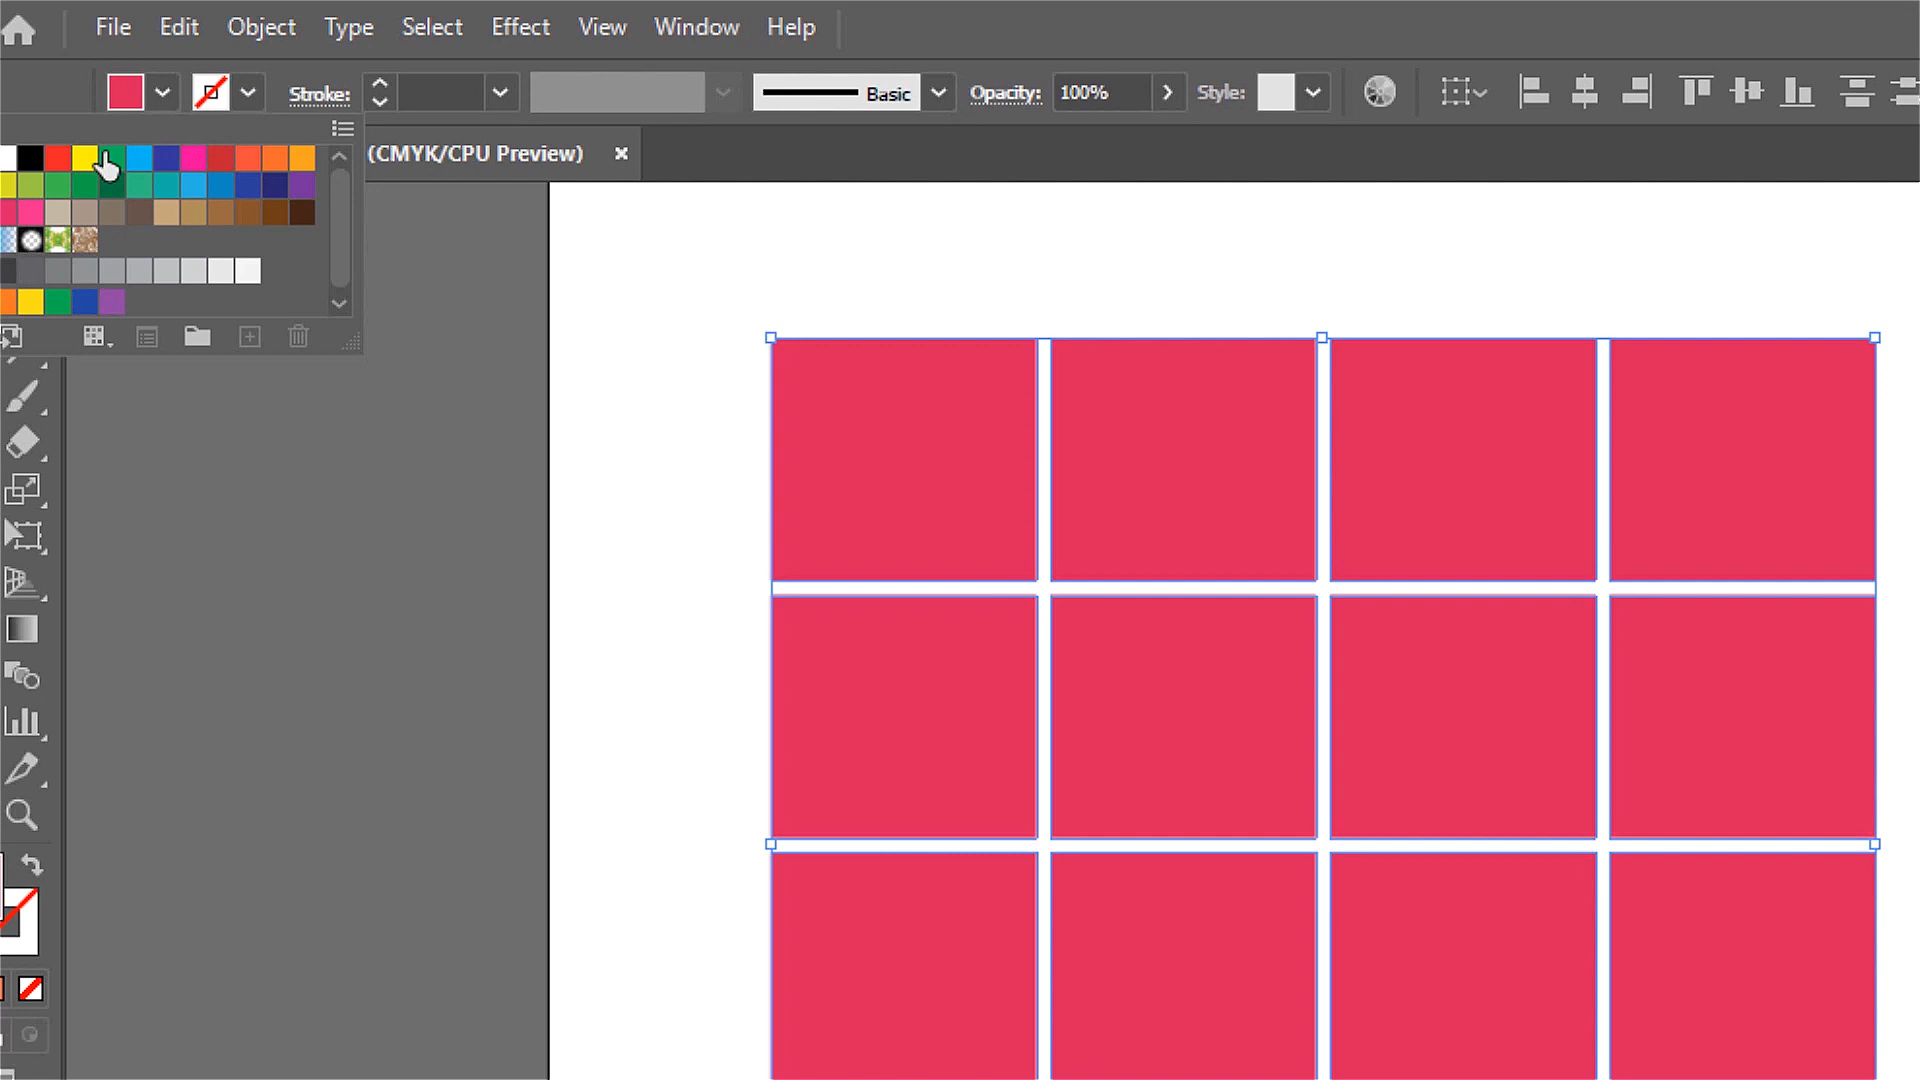 File Edit Object Type Select Effect View Window Help
Stroke: Basic Opacity: 100% Style:
(CMYK/CPU Preview) ×